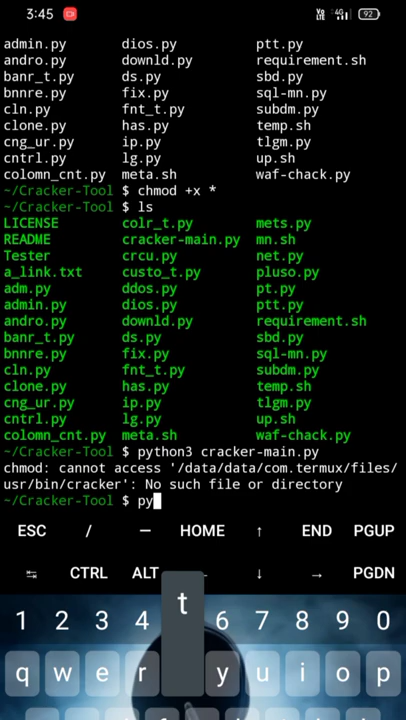 3:45 Vo LTE 4G 92
admin.py dios.py ptt.py
andro.py downld.py requirement.sh
banr_t.py ds.py sbd.py
bnnre.py fix.py sql-mn.py
cln.py fnt_t.py subdm.py
clone.py has.py temp.sh
cng_ur.py ip.py tlgm.py
cntrl.py lg.py up.sh
colomn_cnt.py meta.sh waf-chack.py
~/Cracker-Tool $ chmod +x *
~/Cracker-Tool $ ls
LICENSE colr_t.py mets.py
README cracker-main.py mn.sh
Tester crcu.py net.py
a_link.txt custo_t.py pluso.py
adm.py ddos.py pt.py
admin.py dios.py ptt.py
andro.py downld.py requirement.sh
banr_t.py ds.py sbd.py
bnnre.py fix.py sql-mn.py
cln.py fnt_t.py subdm.py
clone.py has.py temp.sh
cng_ur.py ip.py tlgm.py
cntrl.py lg.py up.sh
colomn_cnt.py meta.sh waf-chack.py
~/Cracker-Tool $ python3 cracker-main.py
chmod: cannot access '/data/data/com.termux/files/
usr/bin/cracker': No such file or directory
~/Cracker-Tool $ py
ESC / — HOME ↑ END PGUP
↹ CTRL ALT ← ↓ → PGDN
t
1 2 3 4 6 7 8 9 0
q w e r y u i o p